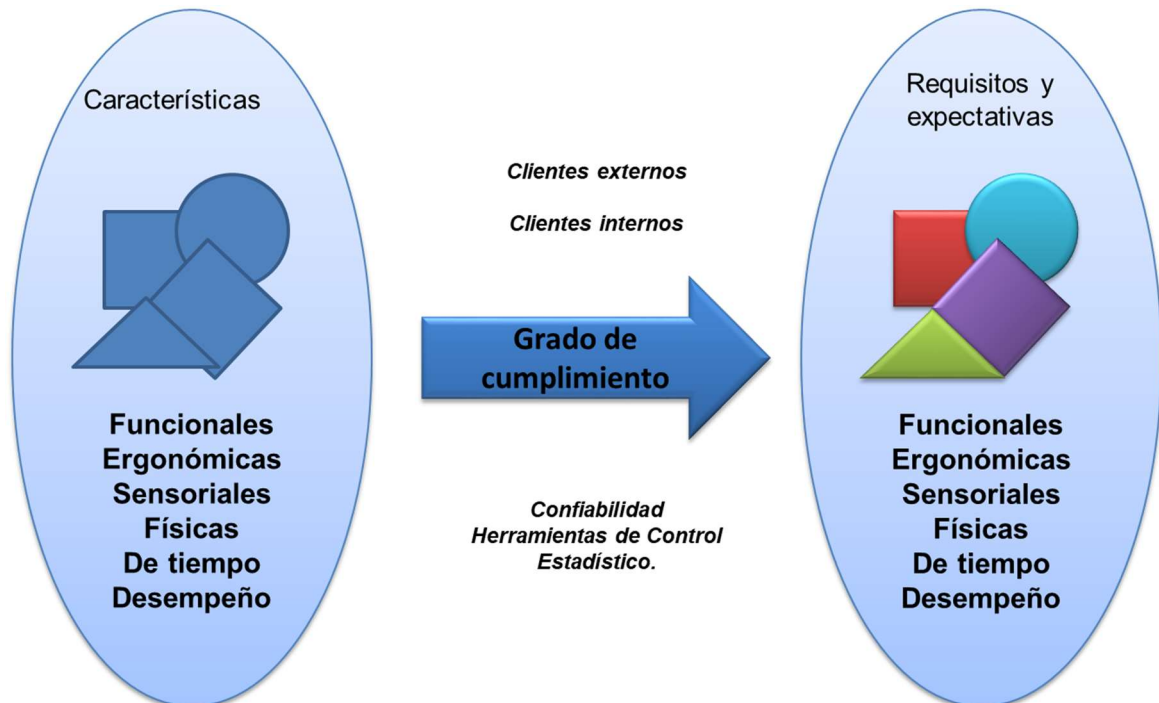 Características
Funcionales
Ergonómicas
Sensoriales
Físicas
De tiempo
Desempeño
Clientes externos
Clientes internos
Grado de
cumplimiento
Confiabilidad
Herramientas de Control
Estadístico.
Requisitos y
expectativas
Funcionales
Ergonómicas
Sensoriales
Físicas
De tiempo
Desempeño